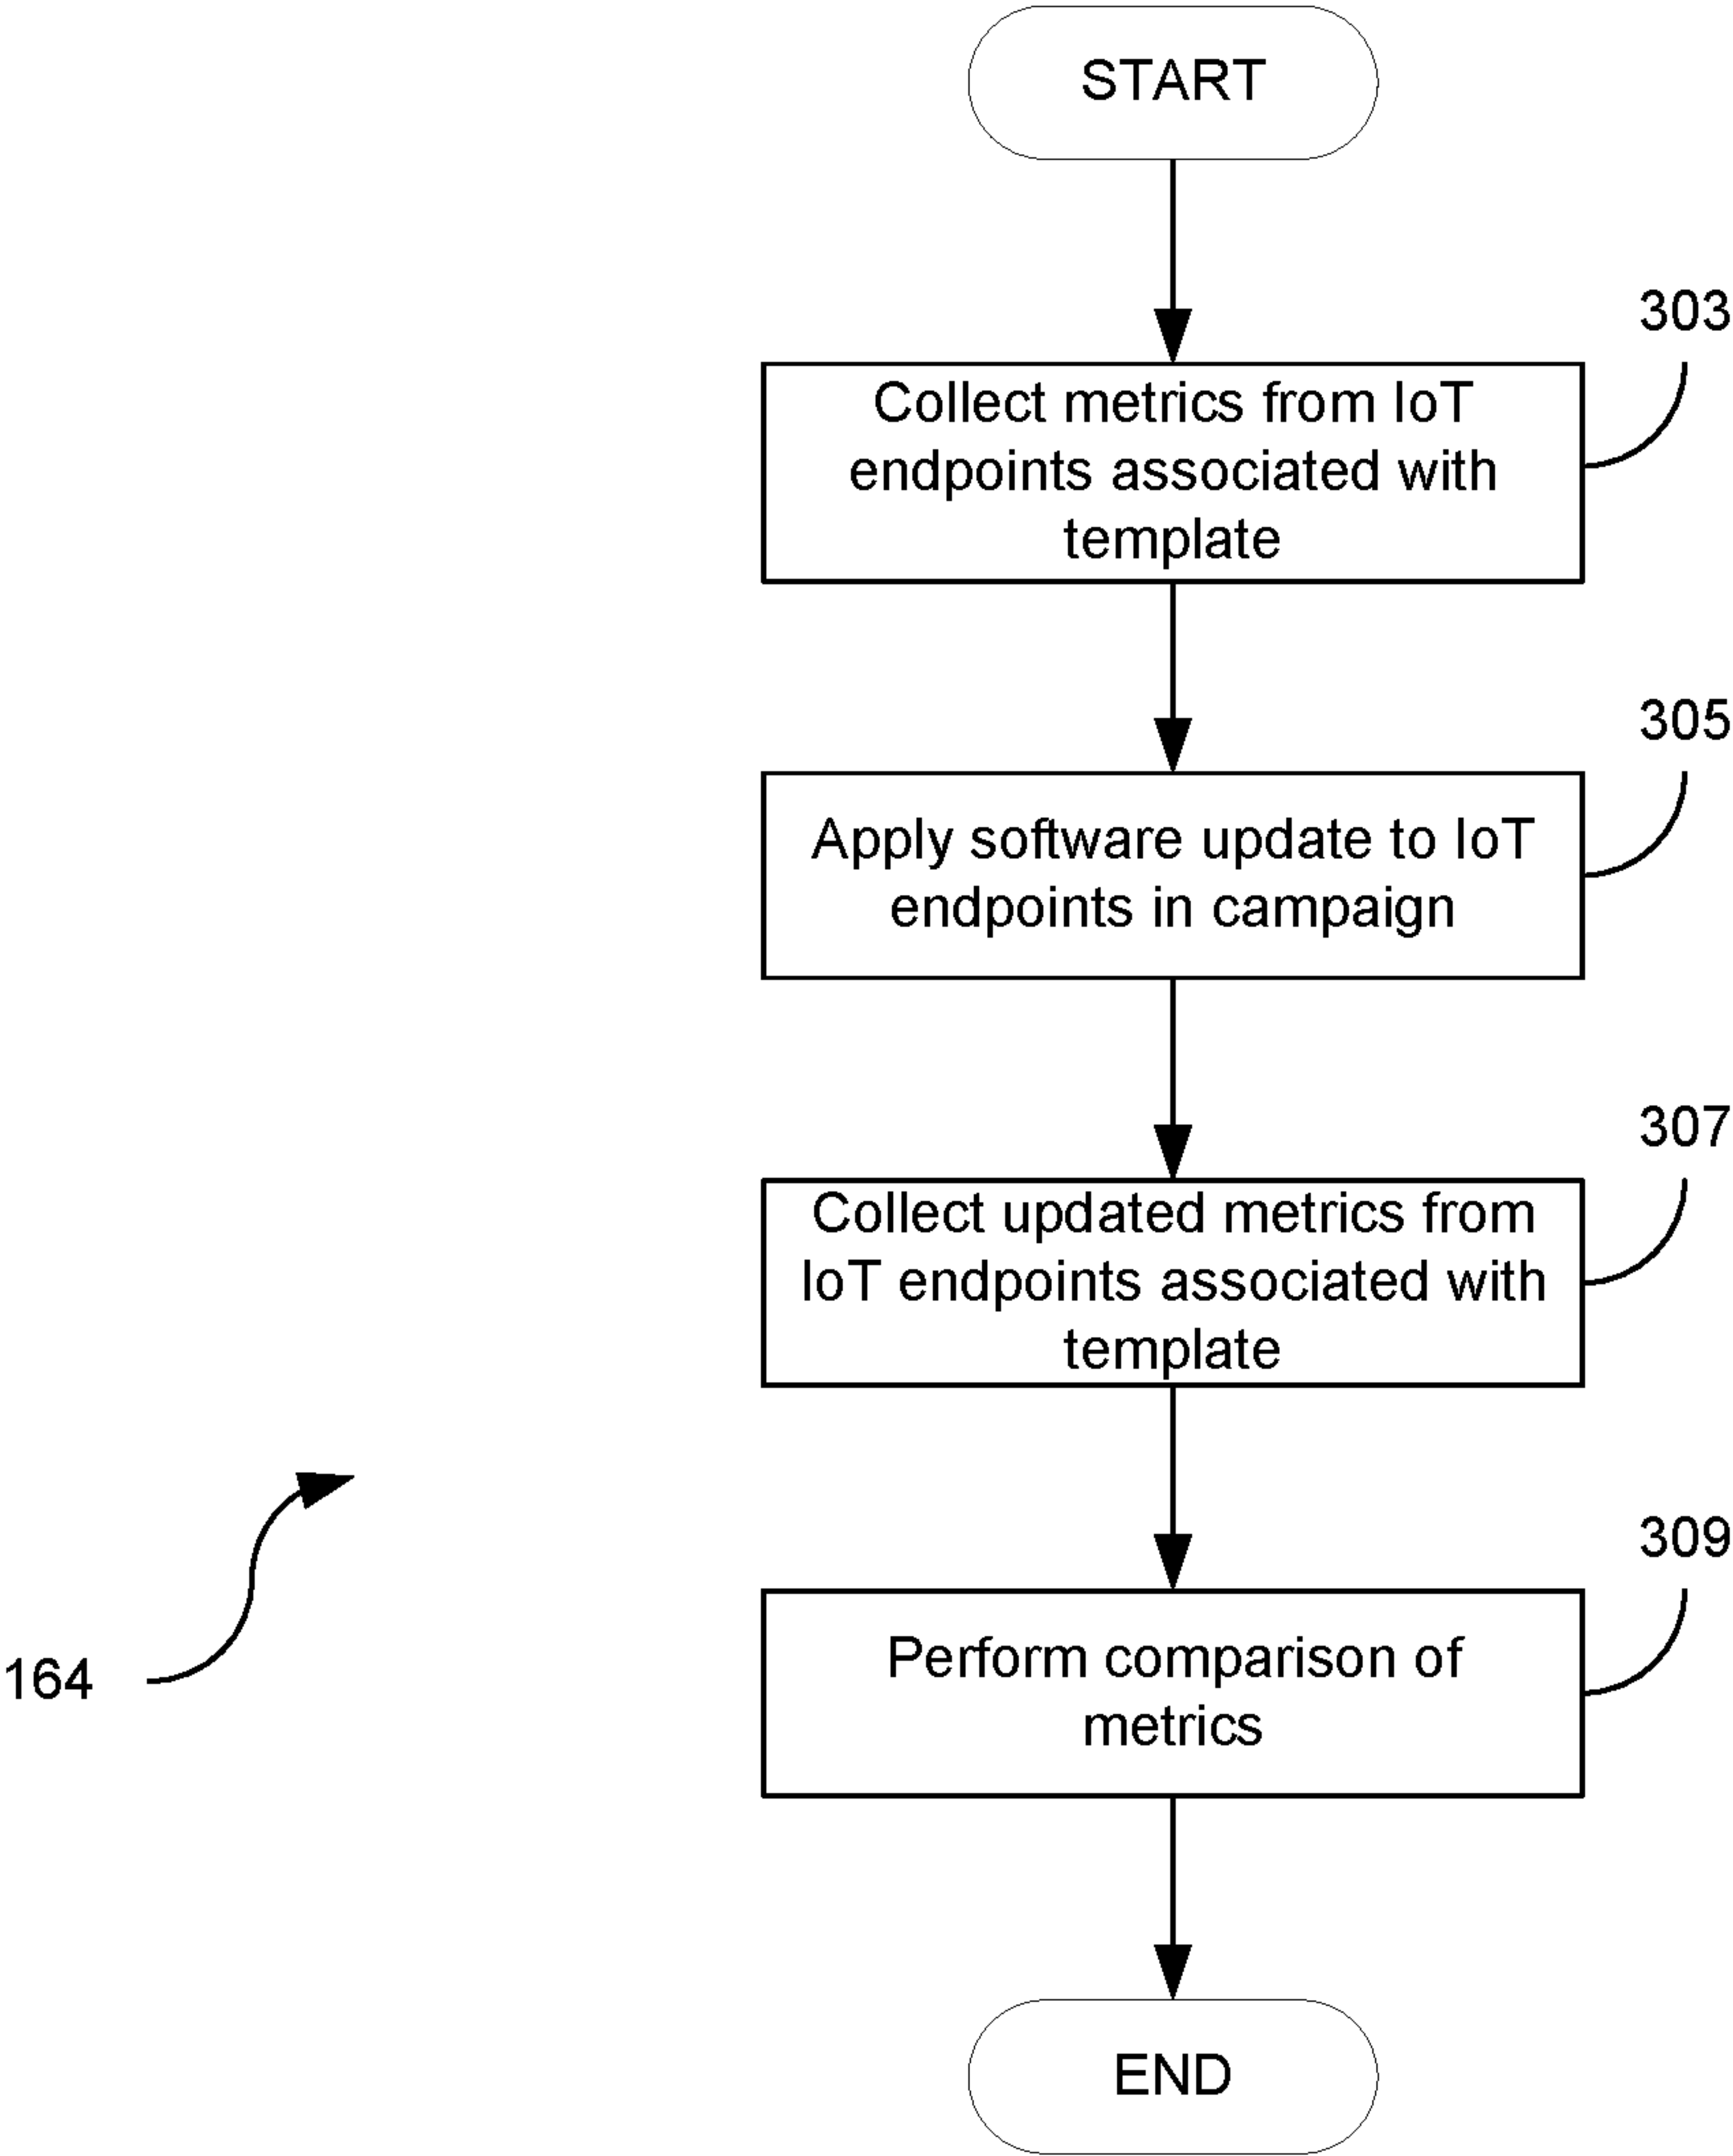 START
303
Collect metrics from IoT
endpoints associated with
template
305
Apply software update to IoT
endpoints in campaign
307
Collect updated metrics from
IoT endpoints associated with
template
309
Perform comparison of
metrics
164
END